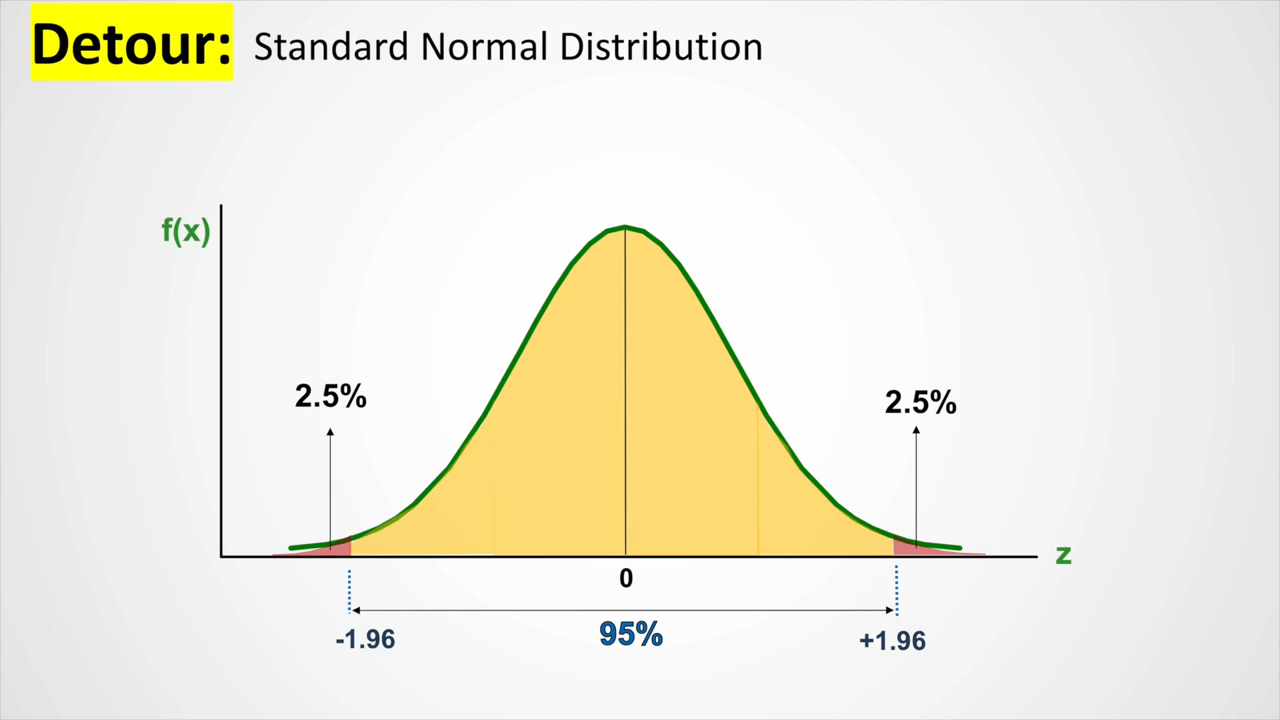 Detour: Standard Normal Distribution
f(x)
2.5%
2.5%
z
0
-1.96
95%
+1.96